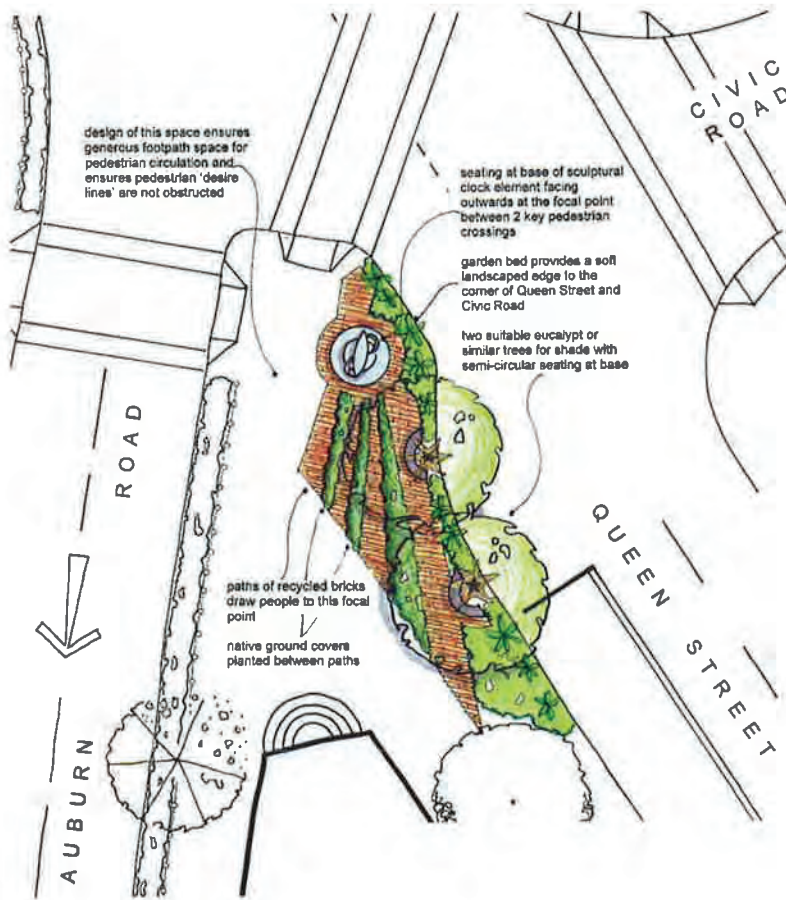 CIVIC
ROAD
design of this space ensures
generous footpath space for
pedestrian circulation and
ensures pedestrian 'desire
lines' are not obstructed
seating at base of sculptural
clock element facing
outwards at the focal point
between 2 key pedestrian
crossings
garden bed provides a soft
landscaped edge to the
corner of Queen Street and
Civic Road
two suitable eucalypt or
similar trees for shade with
semi-circular seating at base
paths of recycled bricks
draw people to this focal
point
native ground covers
planted between paths
AUBURN ROAD
QUEEN STREET